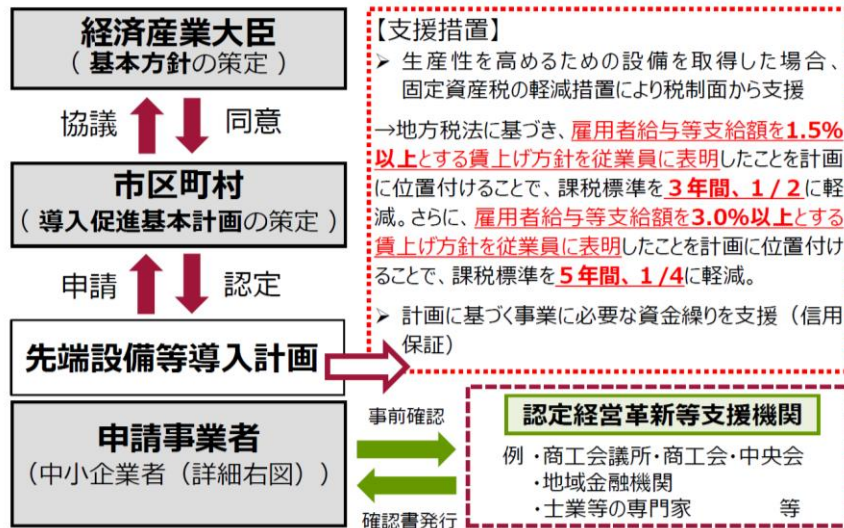 経済産業大臣
（ 基本方針の策定 ）
協議
同意
市区町村
（ 導入促進基本計画の策定 ）
申請
認定
先端設備等導入計画
申請事業者
（中小企業者（詳細右図））
【支援措置】
➢ 生産性を高めるための設備を取得した場合、
固定資産税の軽減措置により税制面から支援
→地方税法に基づき、雇用者給与等支給額を1.5%
以上とする賃上げ方針を従業員に表明したことを計画
に位置付けることで、課税標準を３年間、１/２に軽
減。さらに、雇用者給与等支給額を3.0%以上とする
賃上げ方針を従業員に表明したことを計画に位置付け
ることで、課税標準を５年間、１/４に軽減。
➢ 計画に基づく事業に必要な資金繰りを支援（信用
保証）
事前確認
確認書発行
認定経営革新等支援機関
例 ・商工会議所・商工会・中央会
・地域金融機関
・士業等の専門家 等